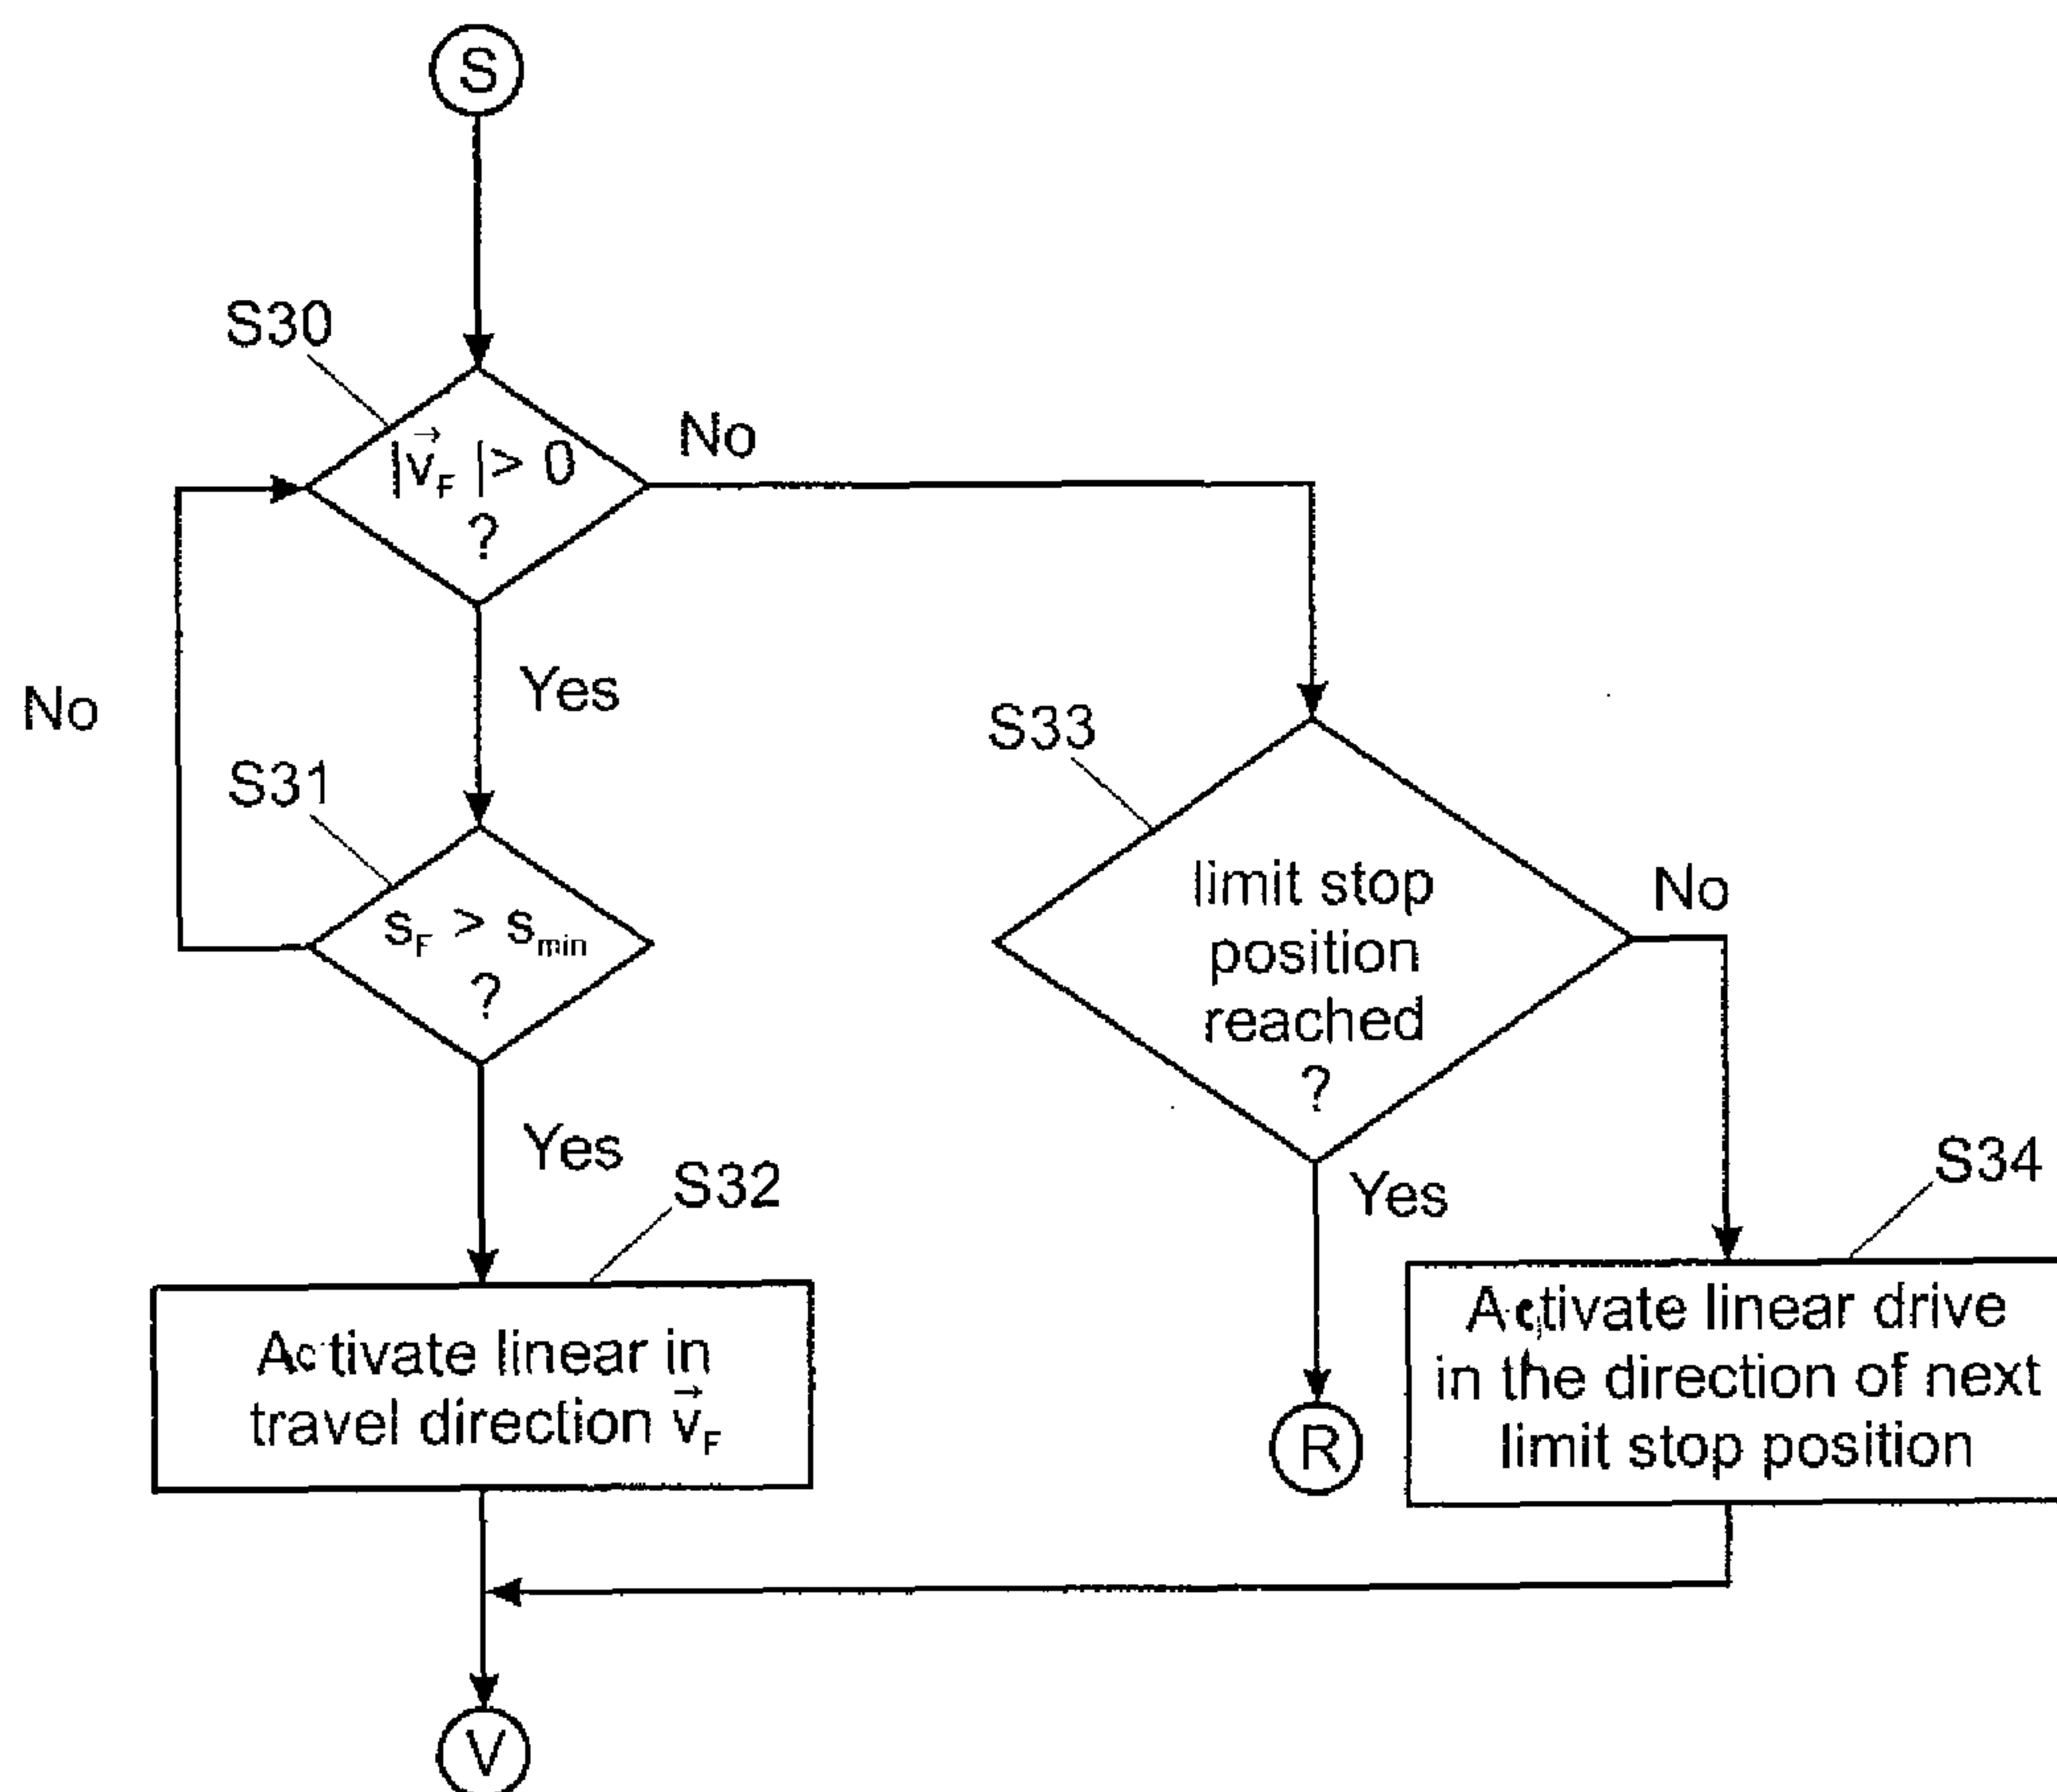 S
S30
|v⃗F| > 0
?
No
Yes
No
S31
sF > smin
?
Yes
S32
Activate linear in
travel direction v⃗F
S33
limit stop
position
reached
?
No
Yes
S34
Activate linear drive
in the direction of next
limit stop position
R
V